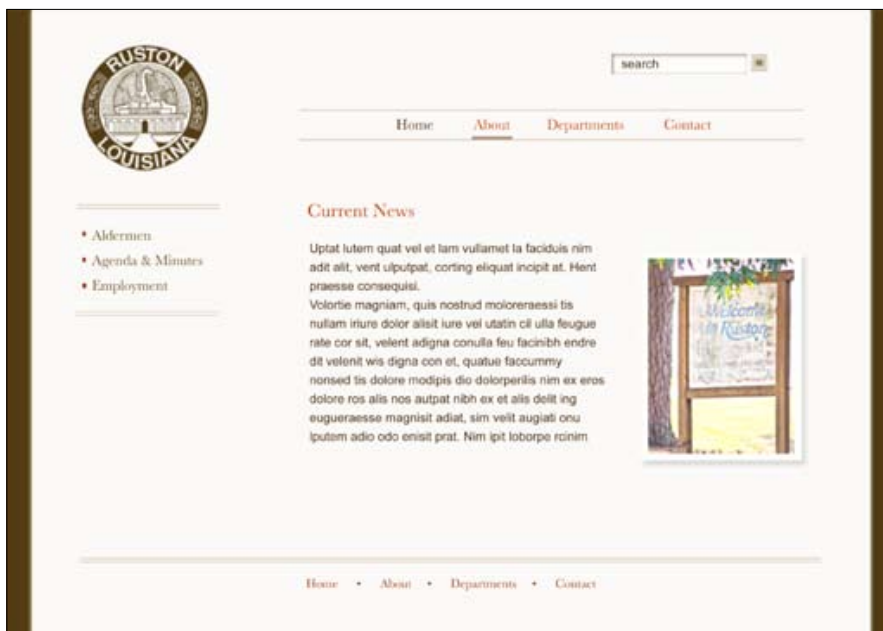 RUSTON
LOUISIANA
search
Home About Departments Contact
• Aldermen
• Agenda & Minutes
• Employment
Current News
Uptat lutem quat vel et lam vullamet la faciduis nim
adit alit, vent ulputpat, corting eliquat incipit at. Hent
praesse consequisi.
Volortie magniam, quis nostrud moloreraessi tis
nullam iriure dolor alisit iure vel utatin cil ulla feugue
rate cor sit, velent adigna conulla feu facinibh endre
dit velenit wis digna con et, quatue faccummy
nonsed tis dolore modipis dio dolorperilis nim ex eros
dolore ros alis nos autpat nibh ex et alis delit ing
eugueraesse magnisit adiat, sim velit augiati onu
lputem adio odo enisit prat. Nim ipit loborpe rcinim
Welcome
to Ruston
Home • About • Departments • Contact